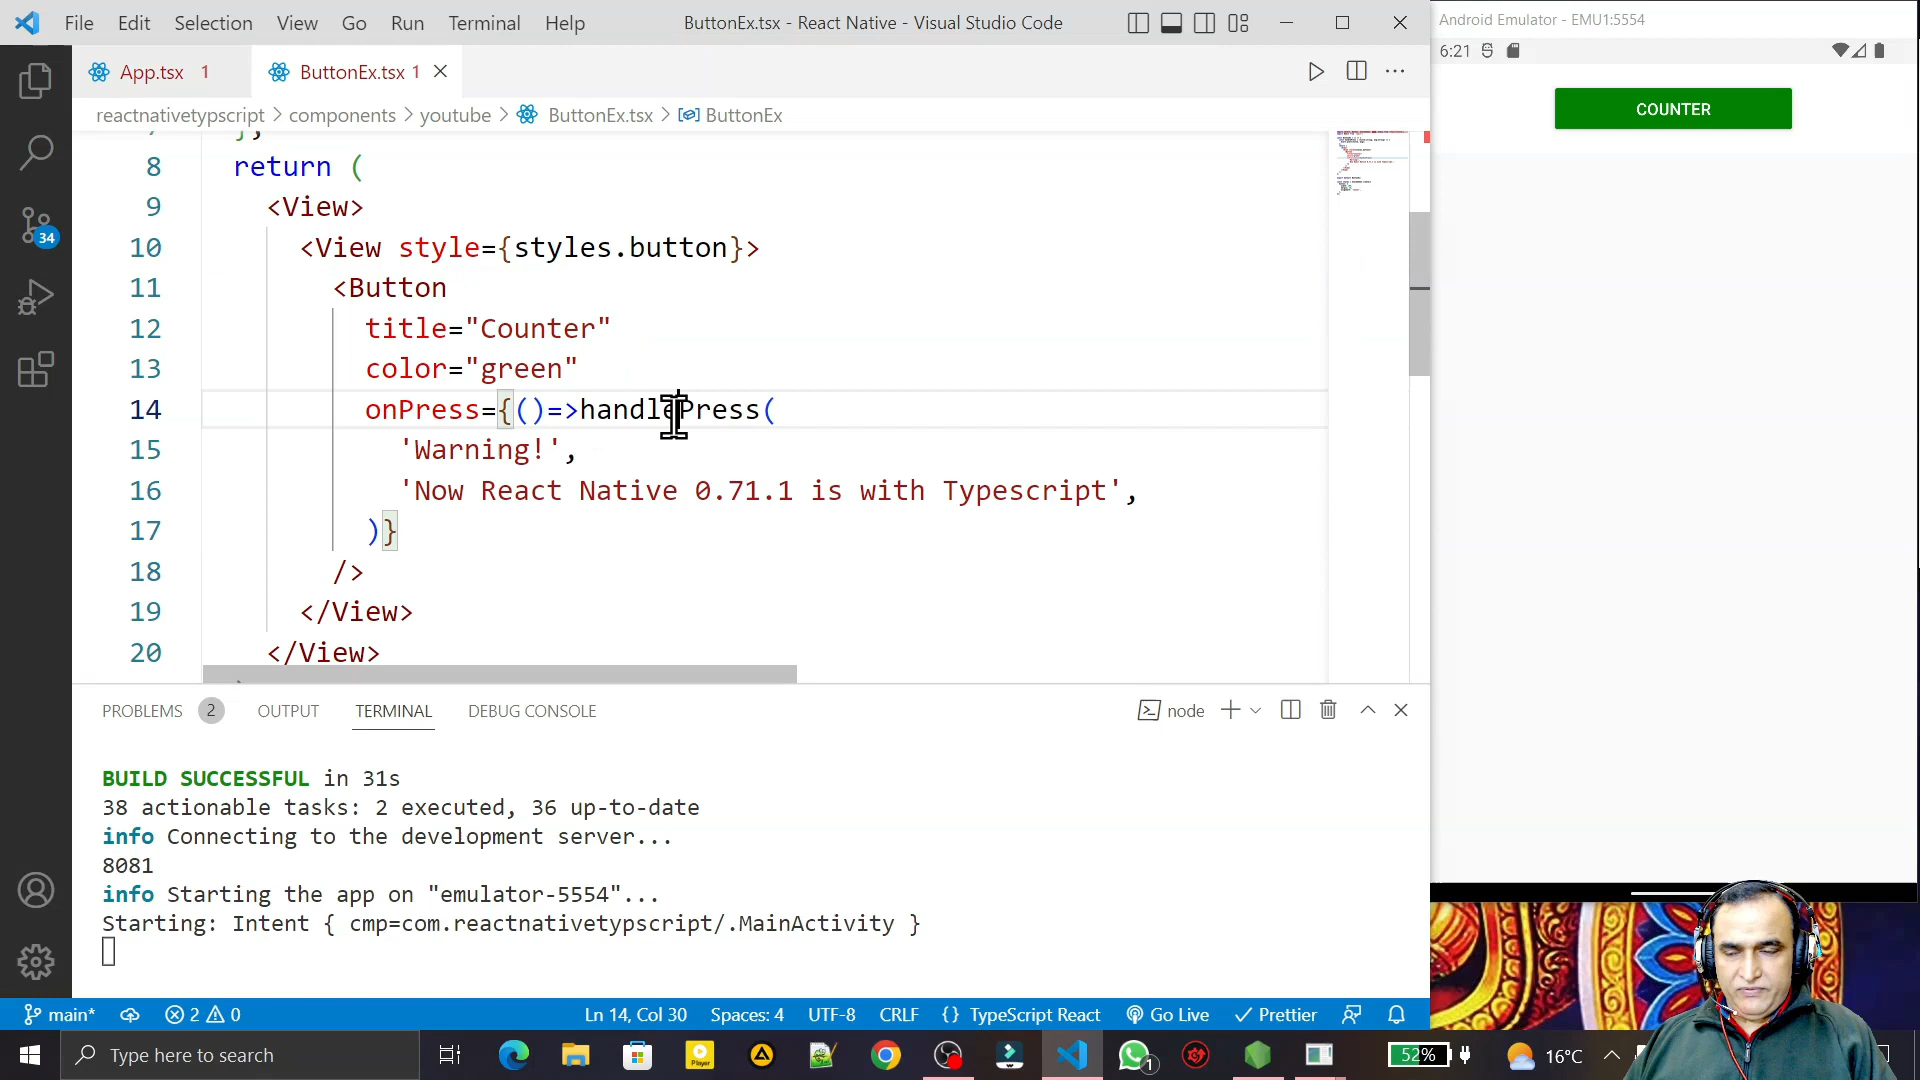 File Edit Selection View Go Run Terminal Help
ButtonEx.tsx - React Native - Visual Studio Code
App.tsx 1
ButtonEx.tsx 1
reactnativetypscript > components > youtube > ButtonEx.tsx > ButtonEx
8 return (
9 <View>
10 <View style={styles.button}>
11 <Button
12 title="Counter"
13 color="green"
14 onPress={()=>handlePress(
15 'Warning!',
16 'Now React Native 0.71.1 is with Typescript',
17 )}
18 />
19 </View>
20 </View>
PROBLEMS 2 OUTPUT TERMINAL DEBUG CONSOLE
node
BUILD SUCCESSFUL in 31s
38 actionable tasks: 2 executed, 36 up-to-date
info Connecting to the development server...
8081
info Starting the app on "emulator-5554"...
Starting: Intent { cmp=com.reactnativetypscript/.MainActivity }
34
main* 2 0 Ln 14, Col 30 Spaces: 4 UTF-8 CRLF {} TypeScript React Go Live Prettier
Type here to search
Player
1
52%
16°C
Android Emulator - EMU1:5554
6:21
COUNTER